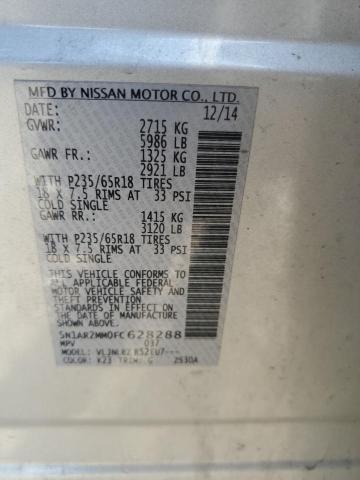 MFD BY NISSAN MOTOR CO., LTD.
DATE: 12/14
GVWR: 2715 KG
5986 LB
GAWR FR.: 1325 KG
2921 LB
WITH P235/65R18 TIRES
18 X 7.5 RIMS AT 33 PSI
COLD SINGLE
GAWR RR.: 1415 KG
3120 LB
WITH P235/65R18 TIRES
18 X 7.5 RIMS AT 33 PSI
COLD SINGLE
THIS VEHICLE CONFORMS TO
ALL APPLICABLE FEDERAL
MOTOR VEHICLE SAFETY AND
THEFT PREVENTION
STANDARDS IN EFFECT ON
THE DATE OF MANUFACTURE
SHOWN ABOVE.
5N1AR2MM0FC628288
MPV 037
MODEL:
COLOR: K23 TRIM: G 2530A